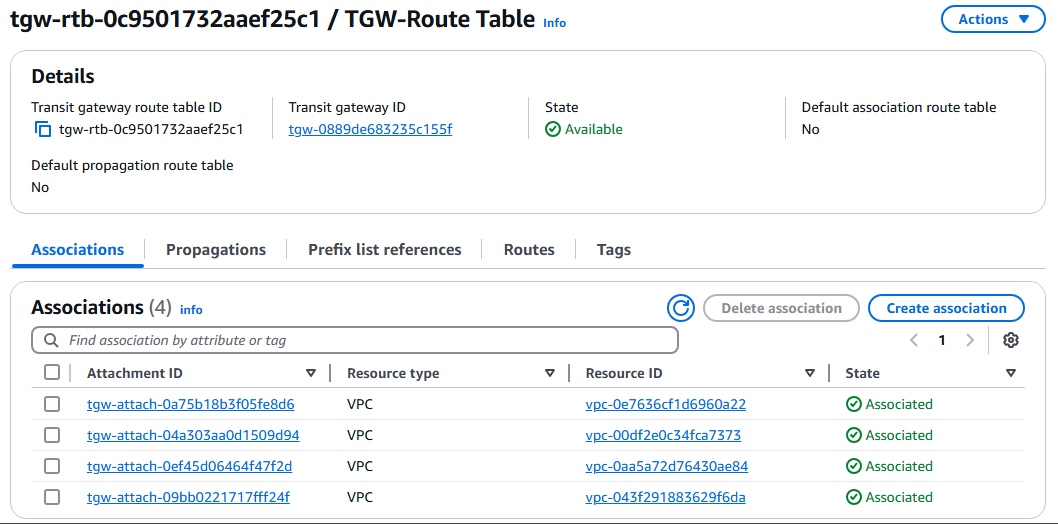 tgw-rtb-0c9501732aaef25c1 / TGW-Route Table Info
Actions
Details
Transit gateway route table ID
tgw-rtb-0c9501732aaef25c1
Transit gateway ID
tgw-0889de683235c155f
State
Available
Default association route table
No
Default propagation route table
No
Associations Propagations Prefix list references Routes Tags
Associations (4) Info
Delete association Create association
Find association by attribute or tag
1
Attachment ID Resource type Resource ID State
tgw-attach-0a75b18b3f05fe8d6 VPC vpc-0e7636cf1d6960a22 Associated
tgw-attach-04a303aa0d1509d94 VPC vpc-00df2e0c34fca7373 Associated
tgw-attach-0ef45d06464f47f2d VPC vpc-0aa5a72d76430ae84 Associated
tgw-attach-09bb0221717fff24f VPC vpc-043f291883629f6da Associated